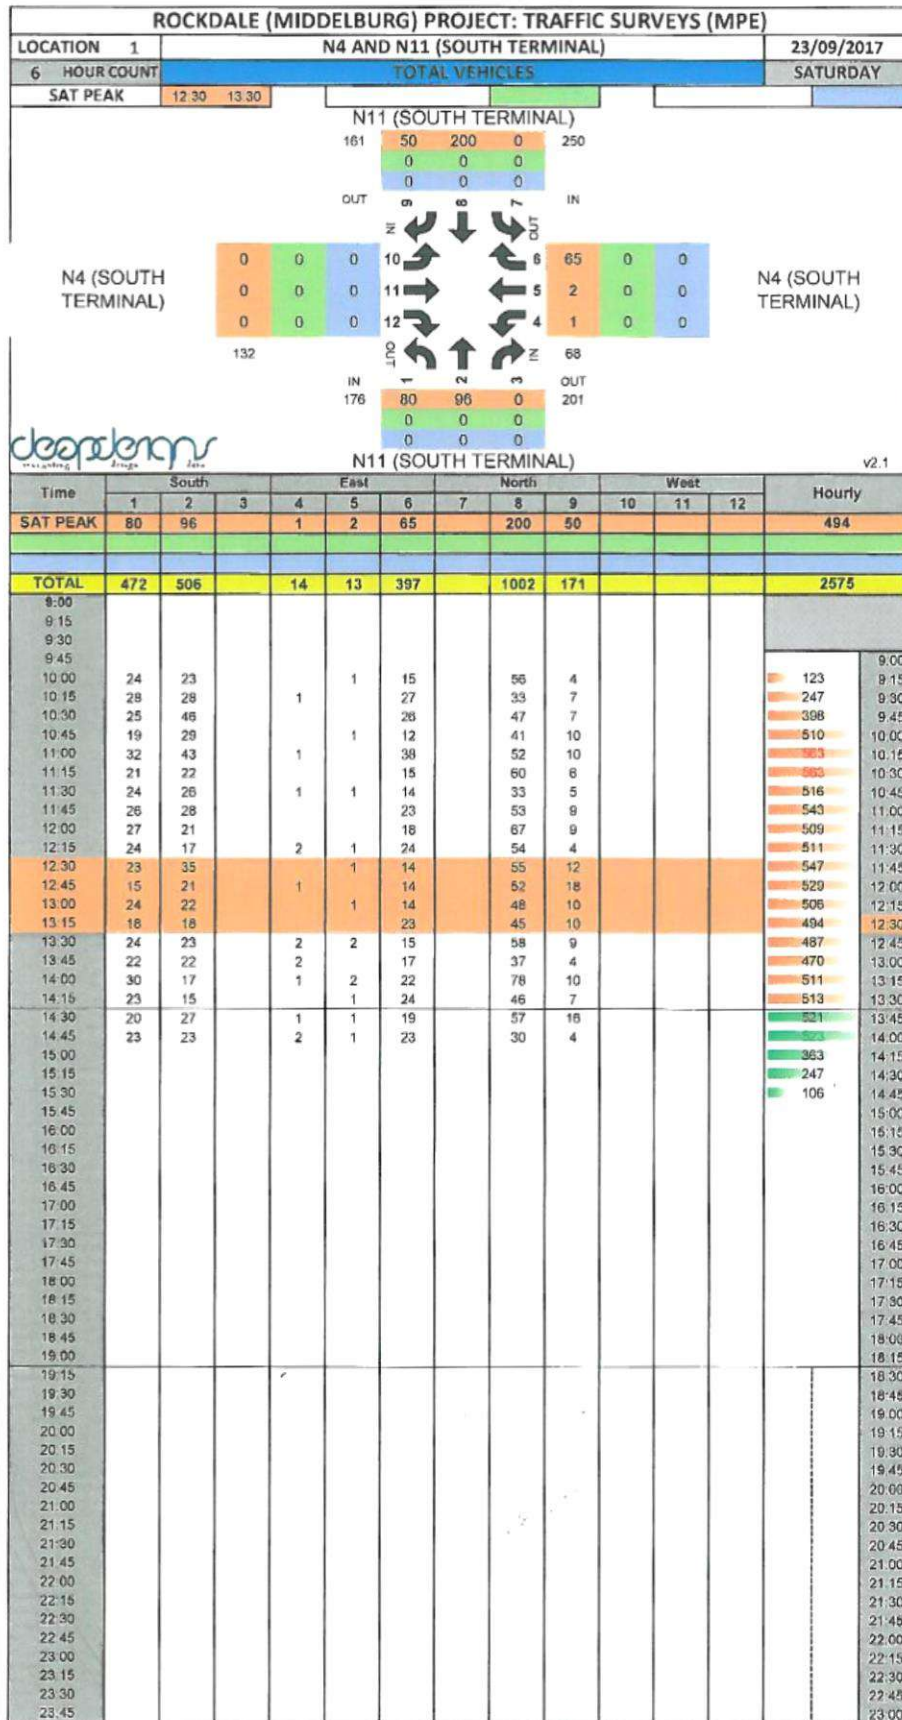 ROCKDALE (MIDDELBURG) PROJECT: TRAFFIC SURVEYS (MPE)
LOCATION 1 N4 AND N11 (SOUTH TERMINAL) 23/09/2017
6 HOUR COUNT TOTAL VEHICLES SATURDAY
SAT PEAK 12:30 13:30
N11 (SOUTH TERMINAL)
161 50 200 0 250
0 0 0
0 0 0
OUT 9 8 7 IN
IN OUT
N4 (SOUTH TERMINAL) 0 0 0 10 6 65 0 0 N4 (SOUTH TERMINAL)
0 0 0 11 5 2 0 0
0 0 0 12 4 1 0 0
132 OUT IN 68
IN 1 2 3 OUT
176 80 96 0 201
0 0 0
0 0 0
deepdesigns
N11 (SOUTH TERMINAL) v2.1
Time South East North West Hourly
1 2 3 4 5 6 7 8 9 10 11 12
SAT PEAK 80 96 1 2 65 200 50 494
TOTAL 472 506 14 13 397 1002 171 2575
9:00
9:15
9:30
9:45 9:00
10:00 24 23 1 15 56 4 123 9:15
10:15 28 28 1 27 33 7 247 9:30
10:30 25 46 26 47 7 398 9:45
10:45 19 29 1 12 41 10 510 10:00
11:00 32 43 1 38 52 10 563 10:15
11:15 21 22 15 60 6 563 10:30
11:30 24 26 1 1 14 33 5 516 10:45
11:45 26 28 23 53 9 543 11:00
12:00 27 21 18 67 9 509 11:15
12:15 24 17 2 1 24 54 4 511 11:30
12:30 23 35 1 14 55 12 547 11:45
12:45 15 21 1 14 52 18 529 12:00
13:00 24 22 1 14 48 10 506 12:15
13:15 18 18 23 45 10 494 12:30
13:30 24 23 2 2 15 58 9 487 12:45
13:45 22 22 2 17 37 4 470 13:00
14:00 30 17 1 2 22 78 10 511 13:15
14:15 23 15 1 24 46 7 513 13:30
14:30 20 27 1 1 19 57 16 521 13:45
14:45 23 23 2 1 23 30 4 523 14:00
15:00 363 14:15
15:15 247 14:30
15:30 106 14:45
15:45 15:00
16:00 15:15
16:15 15:30
16:30 15:45
16:45 16:00
17:00 16:15
17:15 16:30
17:30 16:45
17:45 17:00
18:00 17:15
18:15 17:30
18:30 17:45
18:45 18:00
19:00 18:15
19:15 18:30
19:30 18:45
19:45 19:00
20:00 19:15
20:15 19:30
20:30 19:45
20:45 20:00
21:00 20:15
21:15 20:30
21:30 20:45
21:45 21:00
22:00 21:15
22:15 21:30
22:30 21:45
22:45 22:00
23:00 22:15
23:15 22:30
23:30 22:45
23:45 23:00